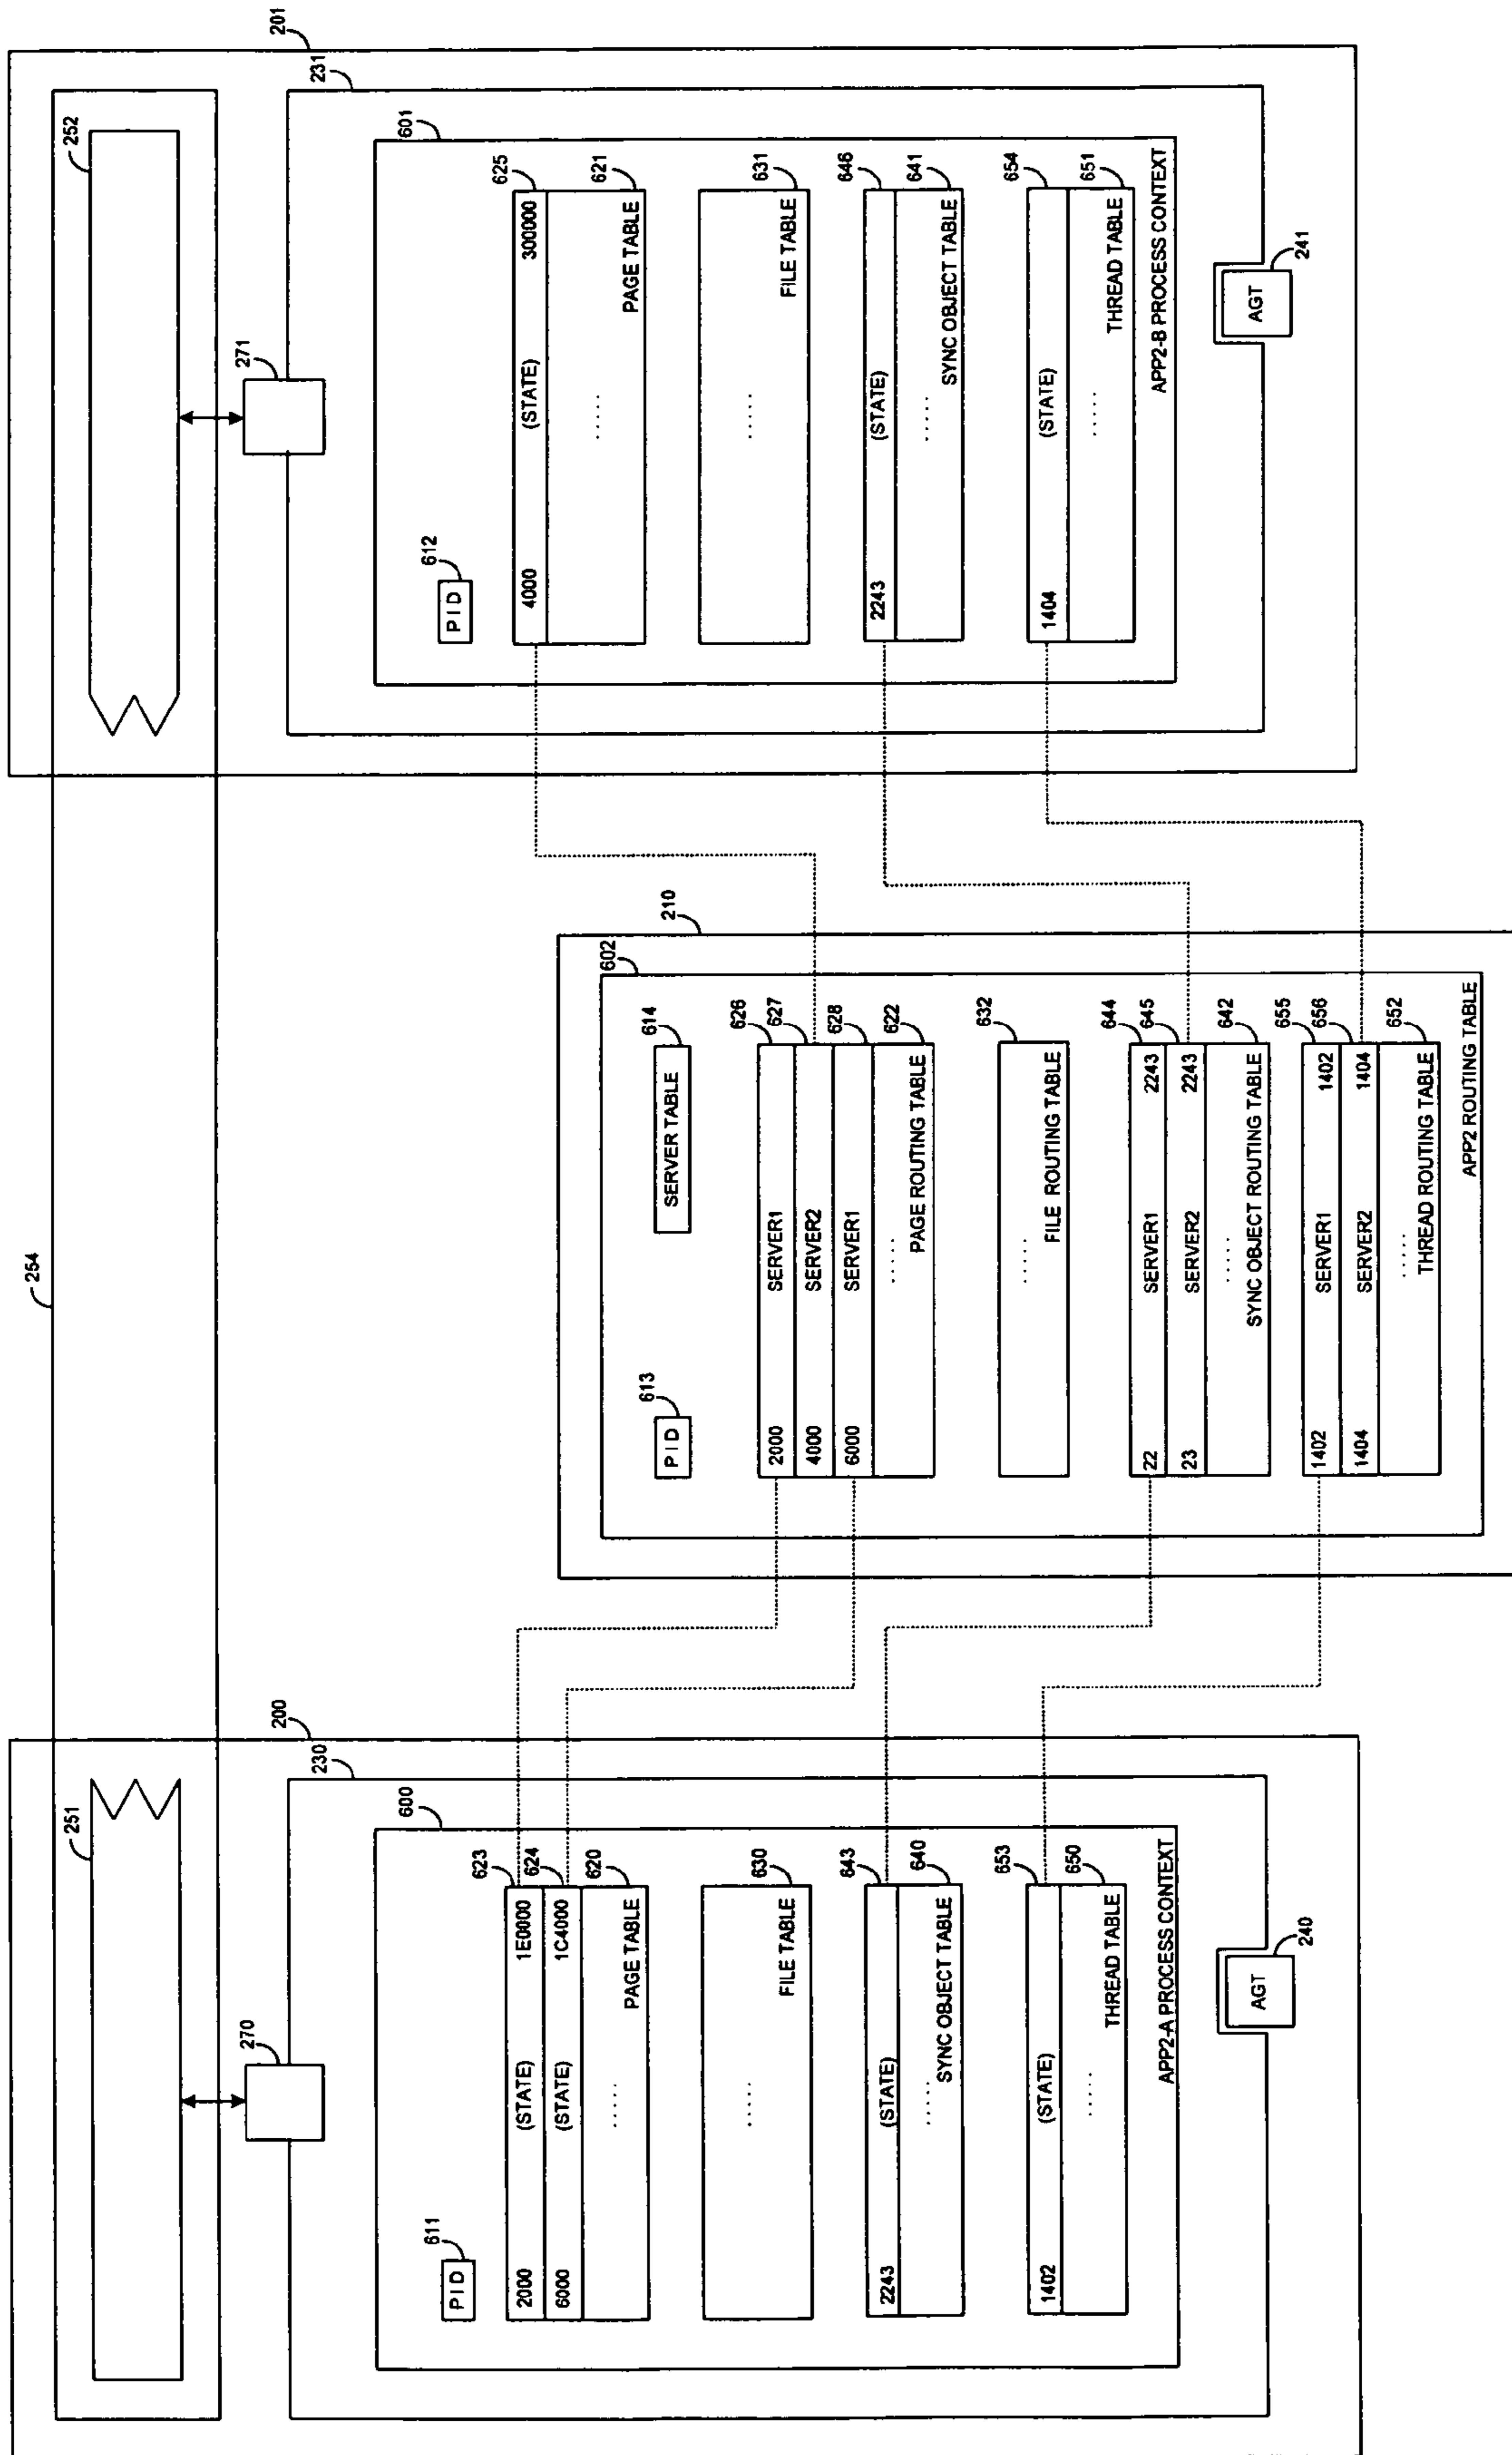 254
200
251
270
230
600
611
PID
623
2000 (STATE) 1E0000
624
6000 (STATE) 1C4000
620
.....
PAGE TABLE
630
.....
FILE TABLE
643
2243 (STATE)
640
.....
SYNC OBJECT TABLE
653
1402 (STATE)
650
.....
THREAD TABLE
APP2-A PROCESS CONTEXT
240
AGT
210
602
613
PID
614
SERVER TABLE
626
2000 SERVER1
627
4000 SERVER2
628
6000 SERVER1
622
.....
PAGE ROUTING TABLE
632
.....
FILE ROUTING TABLE
644
22 SERVER1 2243
645
23 SERVER2 2243
642
.....
SYNC OBJECT ROUTING TABLE
655
1402 SERVER1 1402
656
1404 SERVER2 1404
652
.....
THREAD ROUTING TABLE
APP2 ROUTING TABLE
201
252
271
231
601
612
PID
625
4000 (STATE) 300000
621
.....
PAGE TABLE
631
.....
FILE TABLE
646
2243 (STATE)
641
.....
SYNC OBJECT TABLE
654
1404 (STATE)
651
.....
THREAD TABLE
APP2-B PROCESS CONTEXT
241
AGT